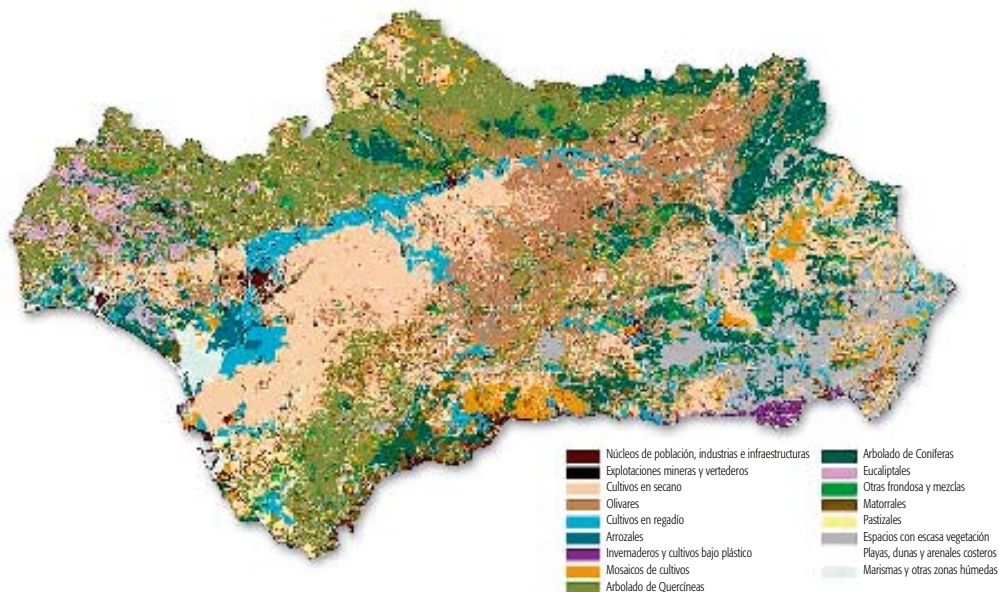 Núcleos de población, industrias e infraestructuras
Explotaciones mineras y vertederos
Cultivos en secano
Olivares
Cultivos en regadío
Arrozales
Invernaderos y cultivos bajo plástico
Mosaicos de cultivos
Arbolado de Quercíneas
Arbolado de Coníferas
Eucaliptales
Otras frondosa y mezclas
Matorrales
Pastizales
Espacios con escasa vegetación
Playas, dunas y arenales costeros
Marismas y otras zonas húmedas